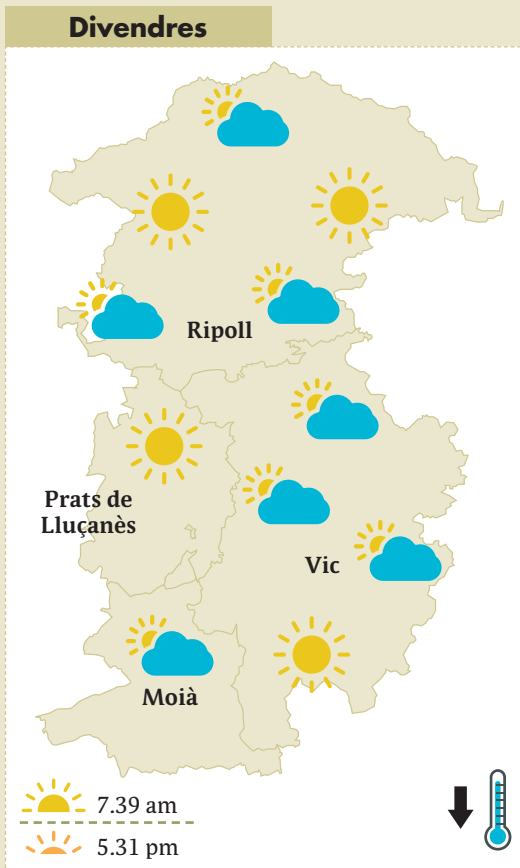 Divendres
Ripoll
Prats de
Lluçanès
Vic
Moià
7.39 am
5.31 pm